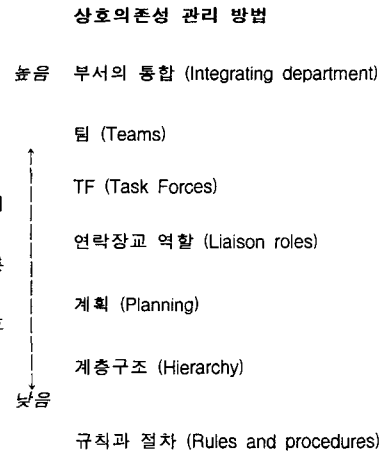 상호의존성 관리 방법
높음 부서의 통합 (Integrating department)
팀 (Teams)
TF (Task Forces)
연락장교 역할 (Liaison roles)
계획 (Planning)
계층구조 (Hierarchy)
낮음
규칙과 절차 (Rules and procedures)